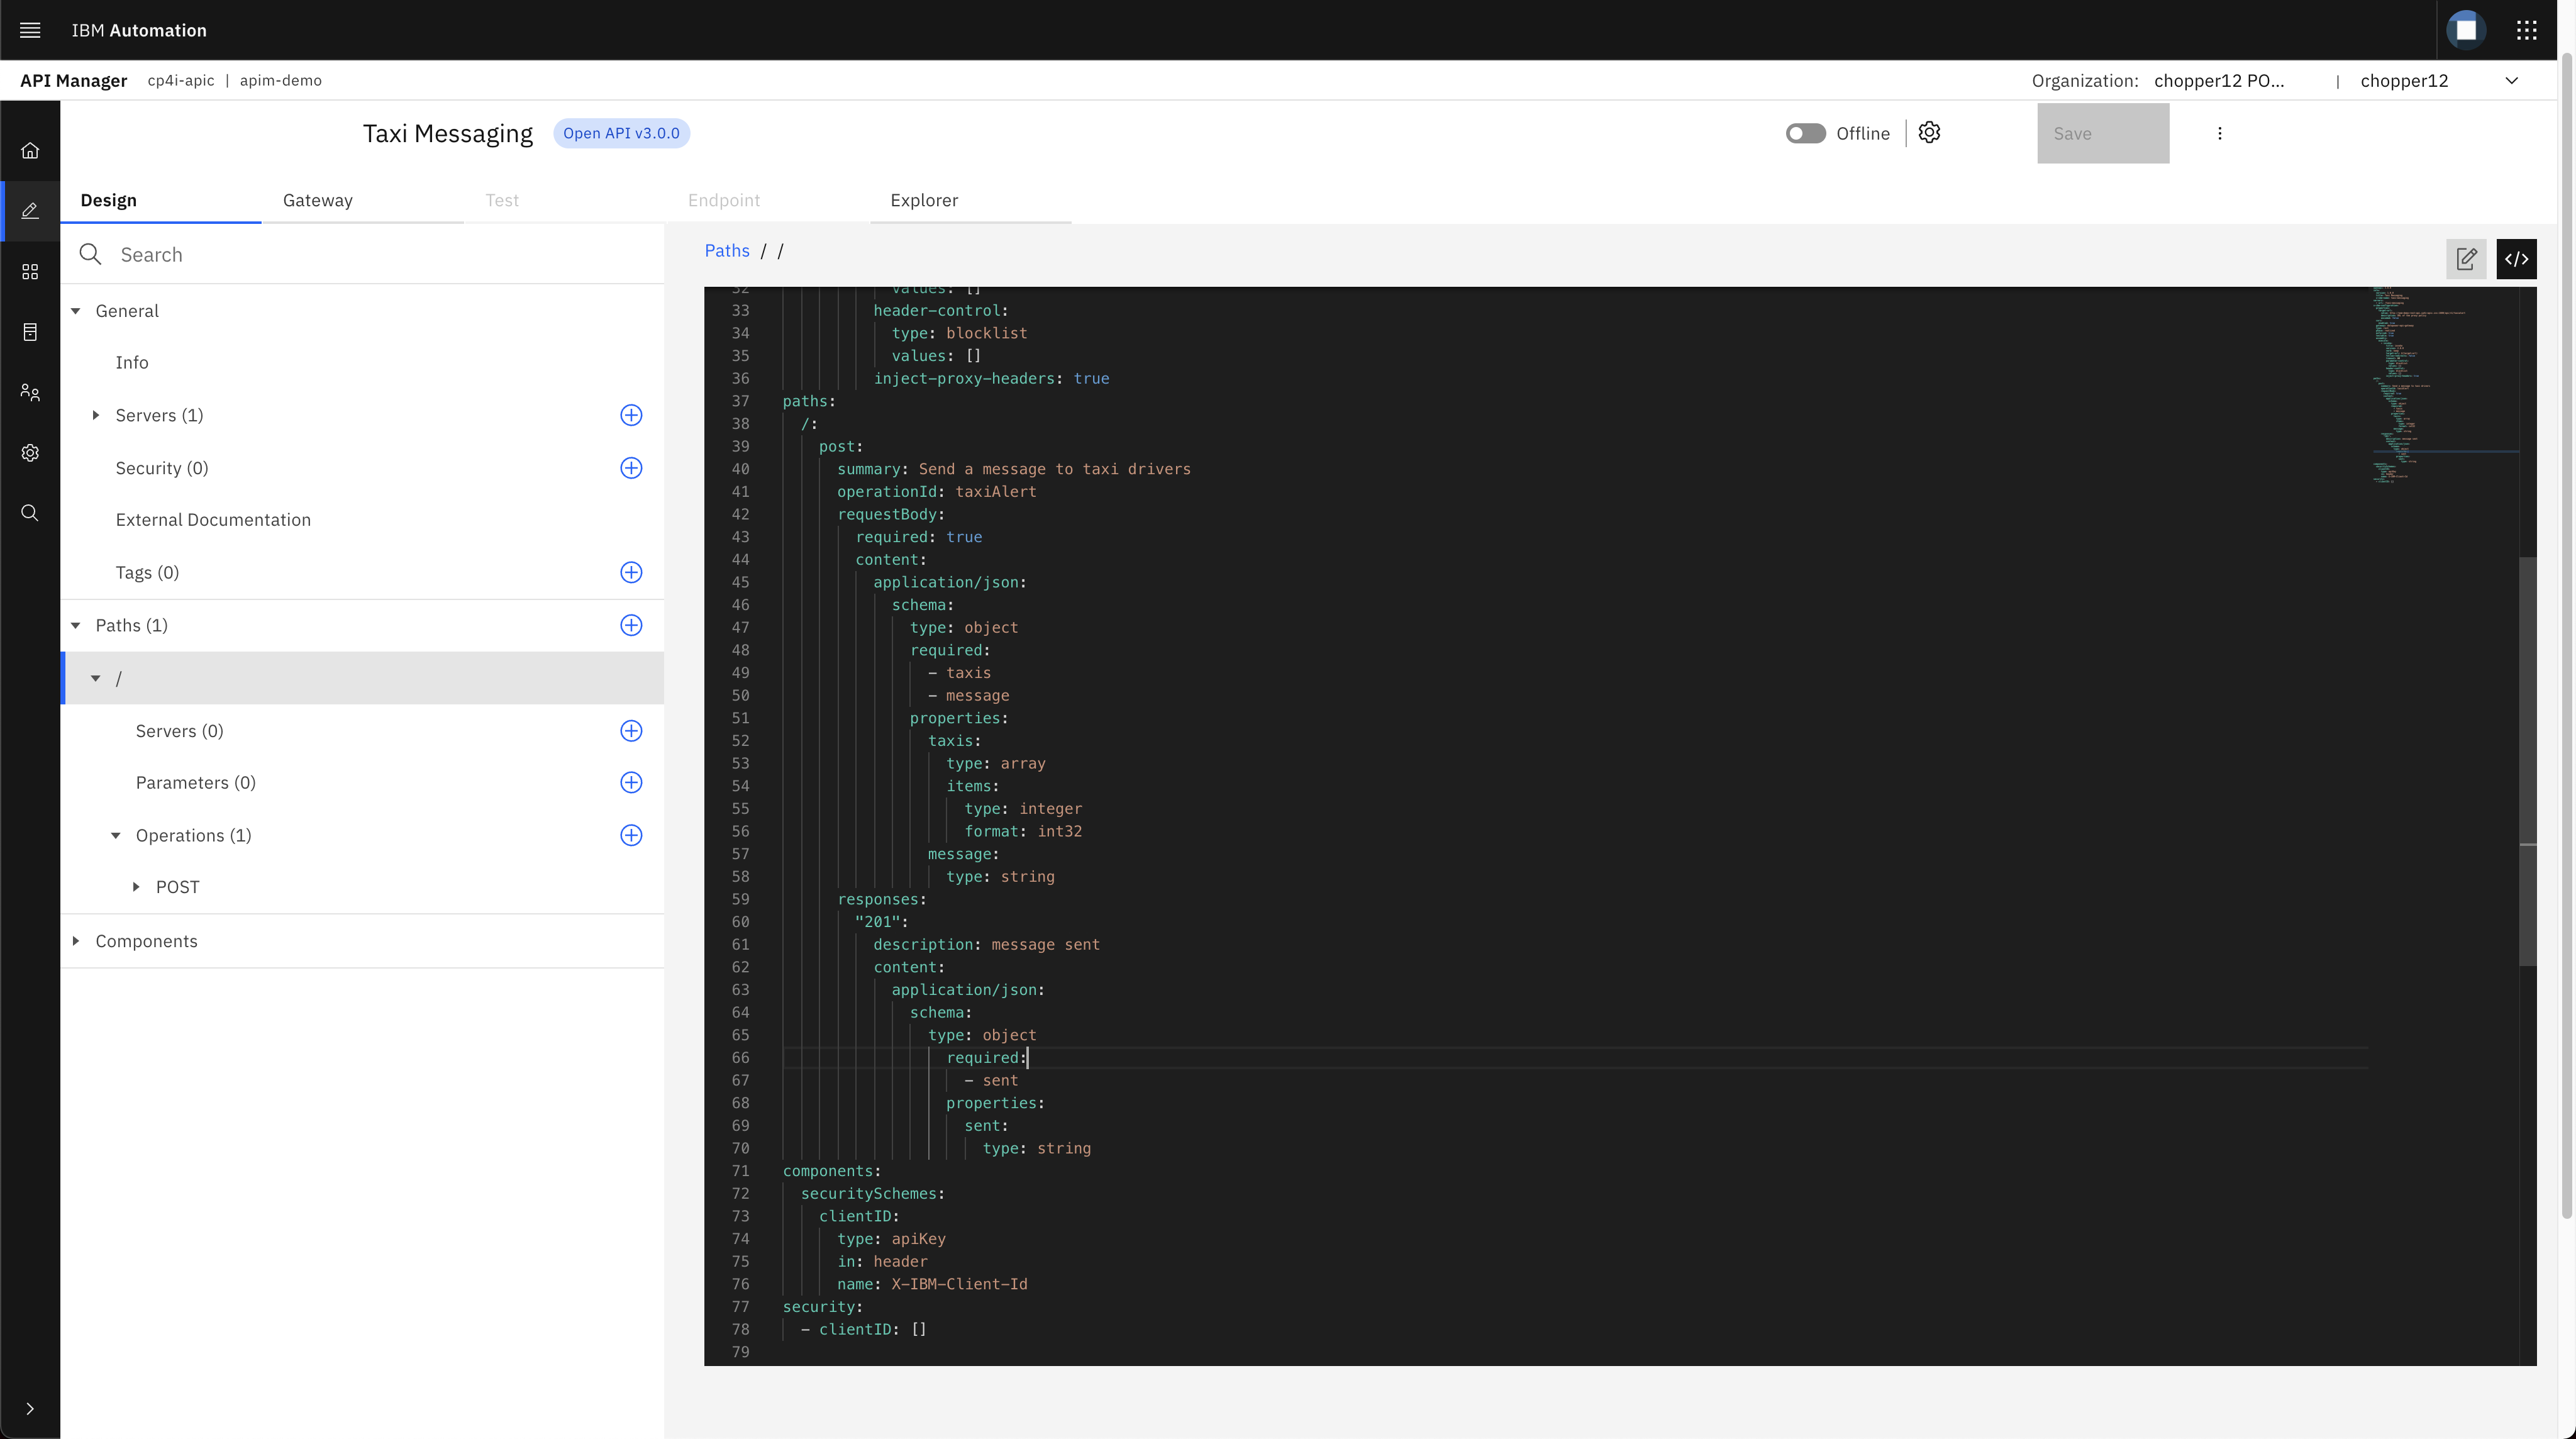 IBM Automation
API Manager cp4i-apic | apim-demo
Organization: chopper12 PO... | chopper12
Taxi Messaging Open API v3.0.0
Offline
Save
Design Gateway Test Endpoint Explorer
Search
General
Info
Servers (1)
Security (0)
External Documentation
Tags (0)
Paths (1)
/
Servers (0)
Parameters (0)
Operations (1)
POST
Components
Paths / /
</>
32 values: []
33 header-control:
34 type: blocklist
35 values: []
36 inject-proxy-headers: true
37 paths:
38 /:
39 post:
40 summary: Send a message to taxi drivers
41 operationId: taxiAlert
42 requestBody:
43 required: true
44 content:
45 application/json:
46 schema:
47 type: object
48 required:
49 - taxis
50 - message
51 properties:
52 taxis:
53 type: array
54 items:
55 type: integer
56 format: int32
57 message:
58 type: string
59 responses:
60 "201":
61 description: message sent
62 content:
63 application/json:
64 schema:
65 type: object
66 required:
67 - sent
68 properties:
69 sent:
70 type: string
71 components:
72 securitySchemes:
73 clientID:
74 type: apiKey
75 in: header
76 name: X-IBM-Client-Id
77 security:
78 - clientID: []
79